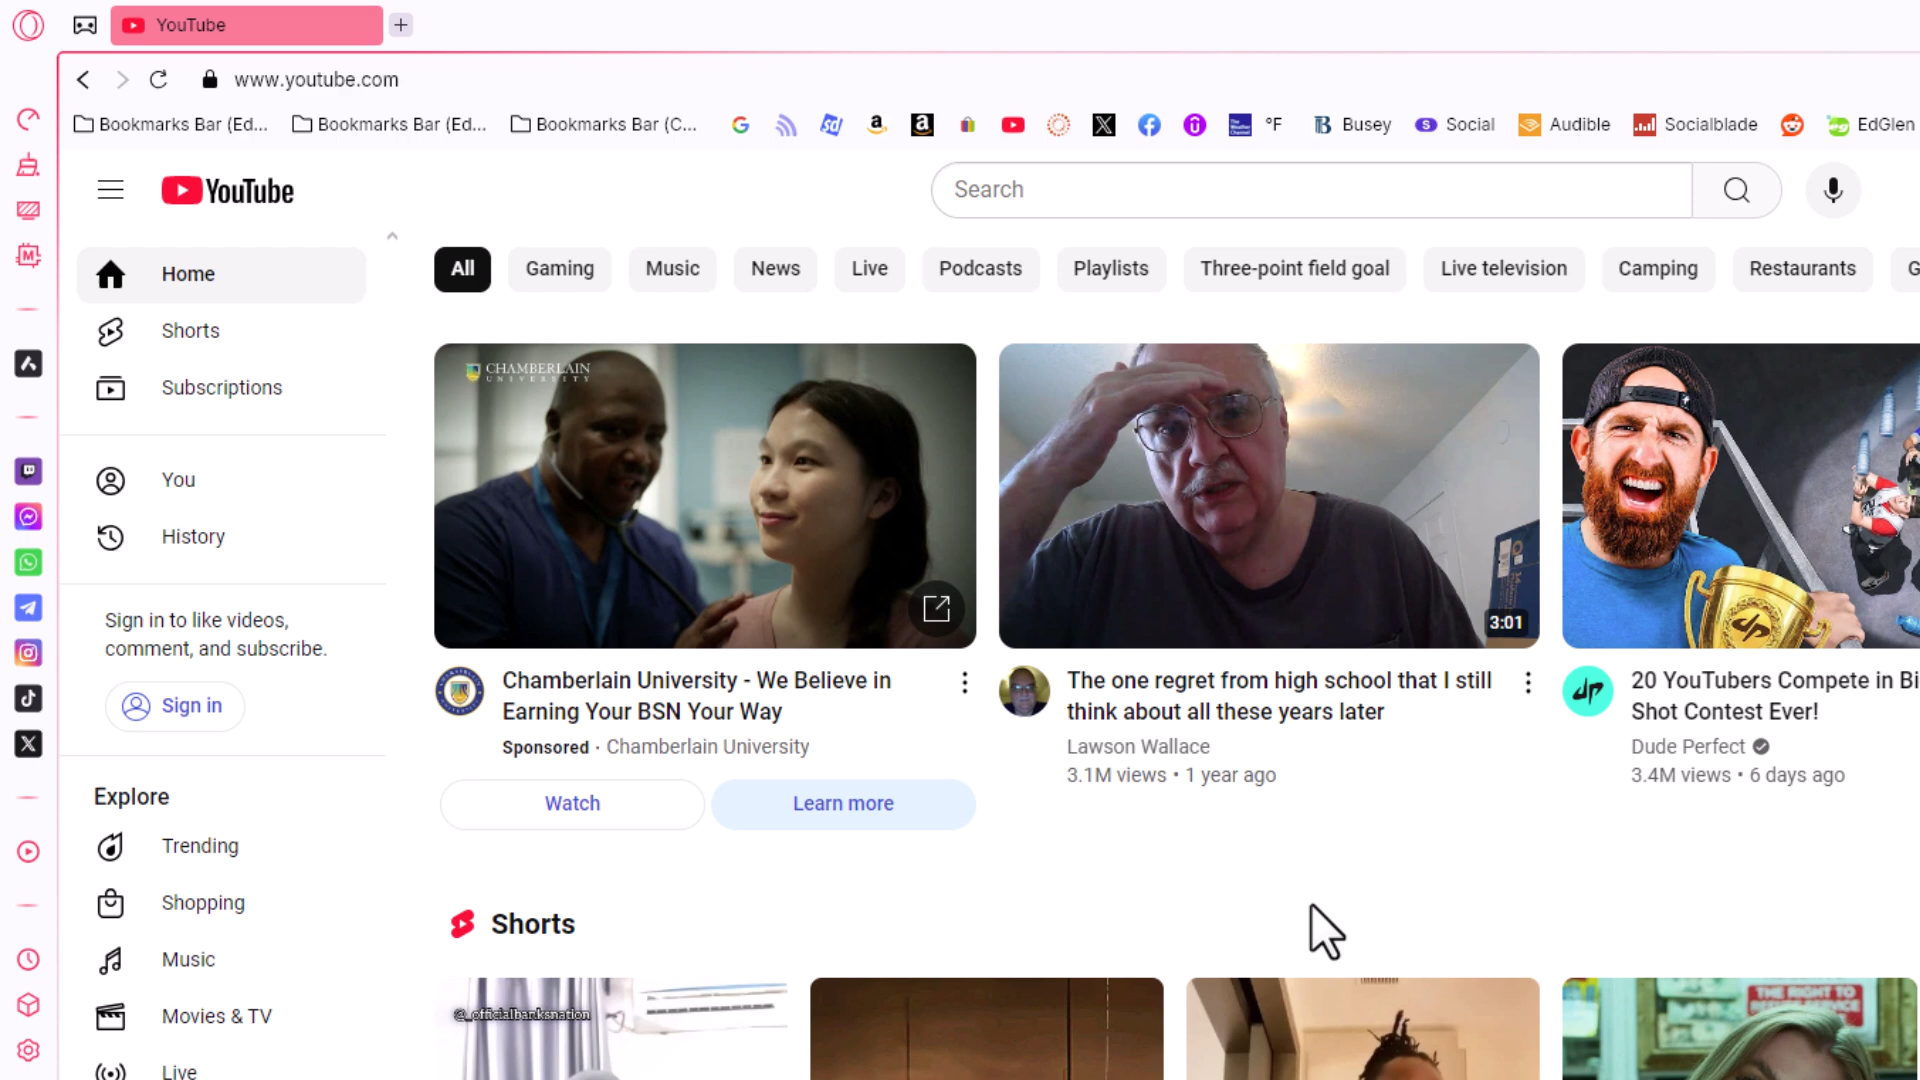 YouTube
www.youtube.com
Bookmarks Bar (Ed...
Bookmarks Bar (Ed...
Bookmarks Bar (C...
°F
Busey
Social
Audible
Socialblade
EdGlen
YouTube
Search
Home
Shorts
Subscriptions
You
History
Sign in to like videos,
comment, and subscribe.
Sign in
Explore
Trending
Shopping
Music
Movies & TV
Live
All
Gaming
Music
News
Live
Podcasts
Playlists
Three-point field goal
Live television
Camping
Restaurants
G
CHAMBERLAIN
UNIVERSITY
Chamberlain University - We Believe in
Earning Your BSN Your Way
Sponsored · Chamberlain University
Watch
Learn more
3:01
The one regret from high school that I still
think about all these years later
Lawson Wallace
3.1M views • 1 year ago
20 YouTubers Compete in Bi
Shot Contest Ever!
Dude Perfect
3.4M views • 6 days ago
Shorts
@_officialbanksnation
THE RIGHT TO